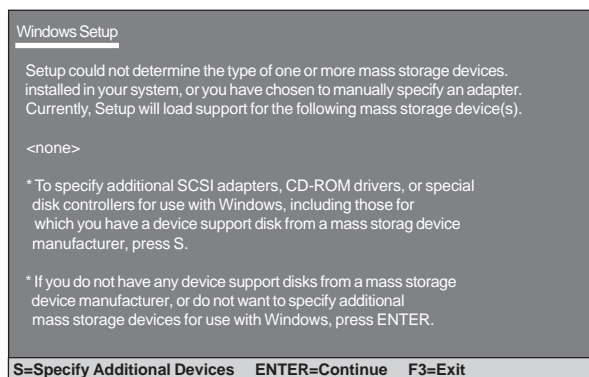 Windows Setup
Setup could not determine the type of one or more mass storage devices.
installed in your system, or you have chosen to manually specify an adapter.
Currently, Setup will load support for the following mass storage device(s).
<none>
* To specify additional SCSI adapters, CD-ROM drivers, or special
disk controllers for use with Windows, including those for
which you have a device support disk from a mass storag device
manufacturer, press S.
* If you do not have any device support disks from a mass storage
device manufacturer, or do not want to specify additional
mass storage devices for use with Windows, press ENTER.
S=Specify Additional Devices ENTER=Continue F3=Exit